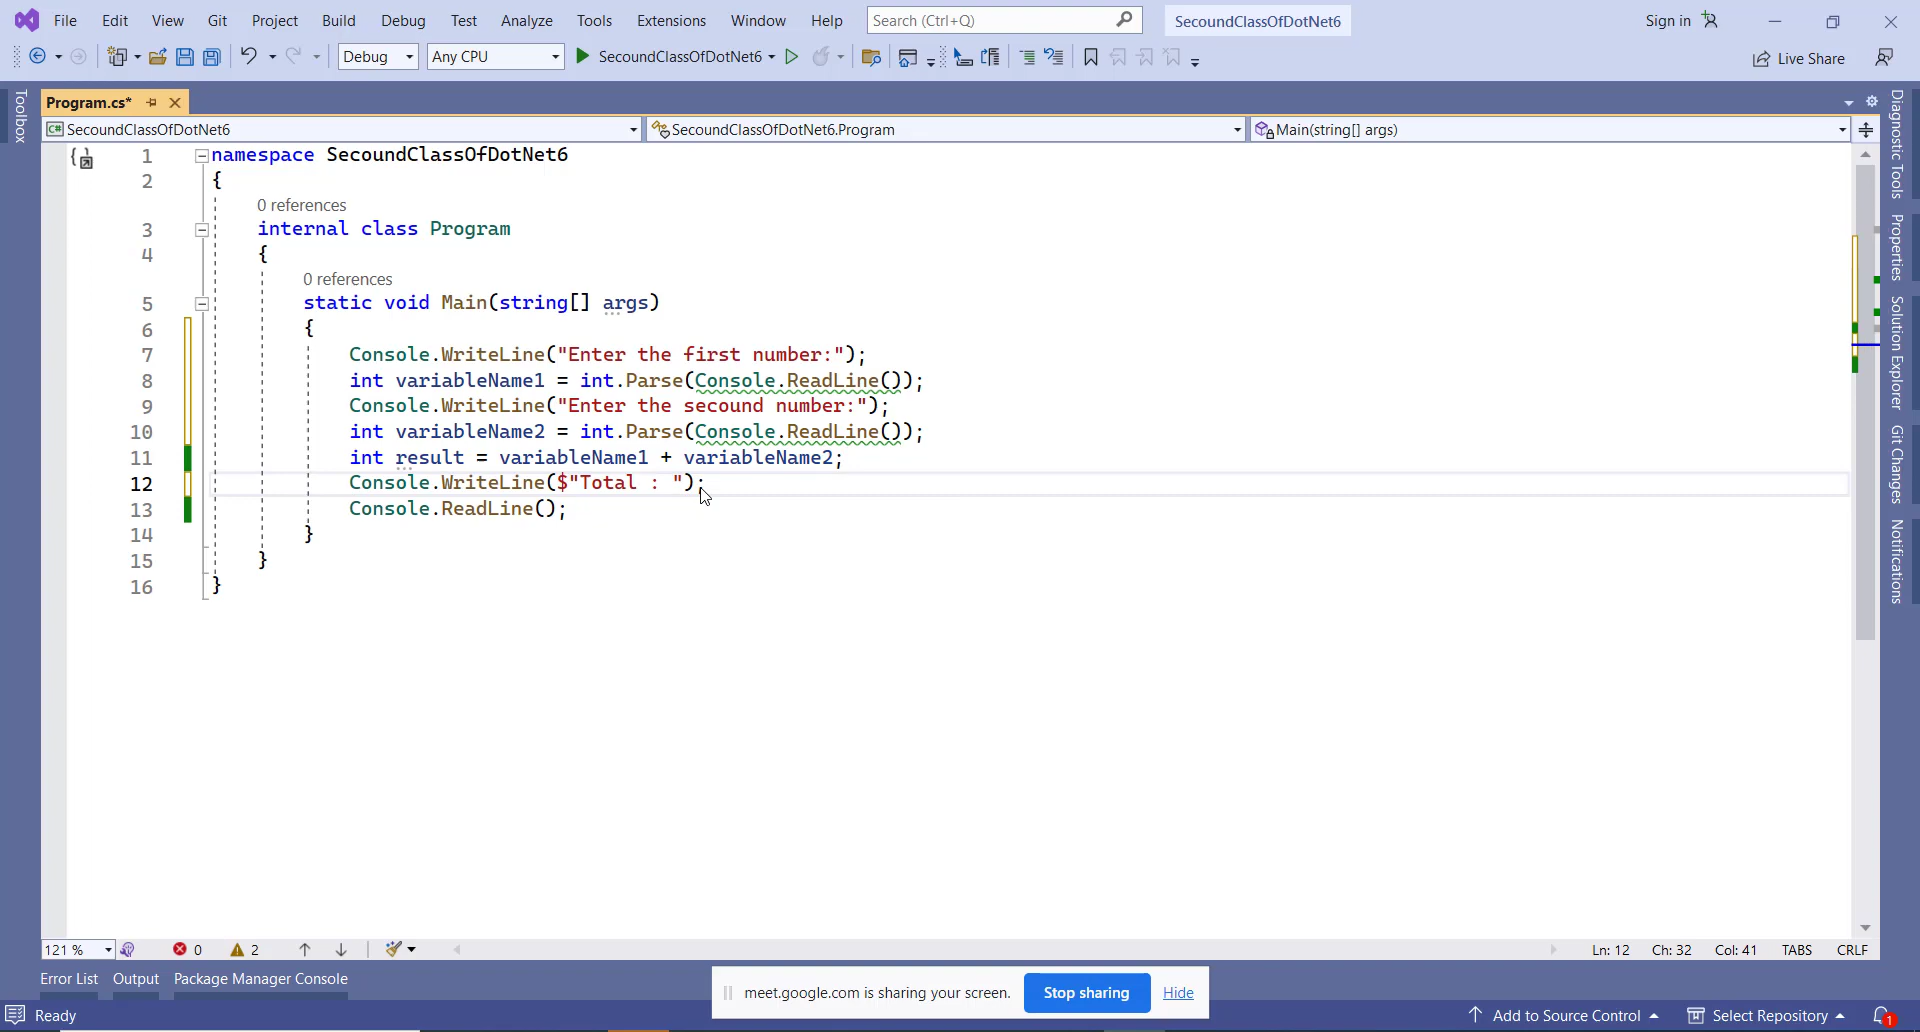 File Edit View Git Project Build Debug Test Analyze Tools Extensions Window Help Search (Ctrl+Q) SecoundClassOfDotNet6 Sign in
Debug Any CPU SecoundClassOfDotNet6 Live Share
Toolbox
Program.cs*
SecoundClassOfDotNet6 SecoundClassOfDotNet6.Program Main(string[] args)
1 namespace SecoundClassOfDotNet6
2 {
0 references
3 internal class Program
4 {
0 references
5 static void Main(string[] args)
6 {
7 Console.WriteLine("Enter the first number:");
8 int variableName1 = int.Parse(Console.ReadLine());
9 Console.WriteLine("Enter the secound number:");
10 int variableName2 = int.Parse(Console.ReadLine());
11 int result = variableName1 + variableName2;
12 Console.WriteLine($"Total : ");
13 Console.ReadLine();
14 }
15 }
16 }
Diagnostic Tools
Properties
Solution Explorer
Git Changes
Notifications
121 % 0 2 Ln: 12 Ch: 32 Col: 41 TABS CRLF
Error List Output Package Manager Console
meet.google.com is sharing your screen. Stop sharing Hide
Ready Add to Source Control Select Repository 1